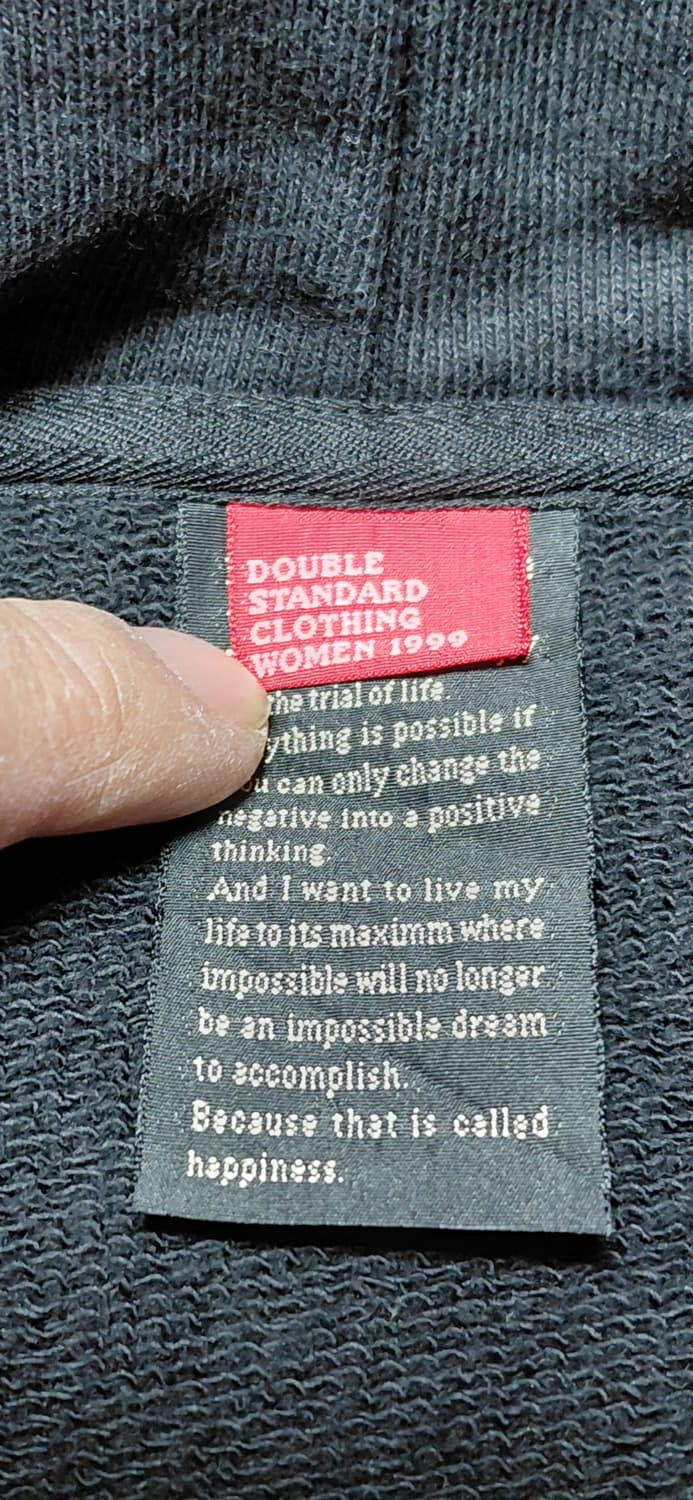 DOUBLE
STANDARD
CLOTHING
WOMEN 1999
the trial of life.
ything is possible if
u can only change the
negative into a positive
thinking.
And I want to live my
life to its maximm where
impossible will no longer
be an impossible dream
to accomplish.
Because that is called
happiness.